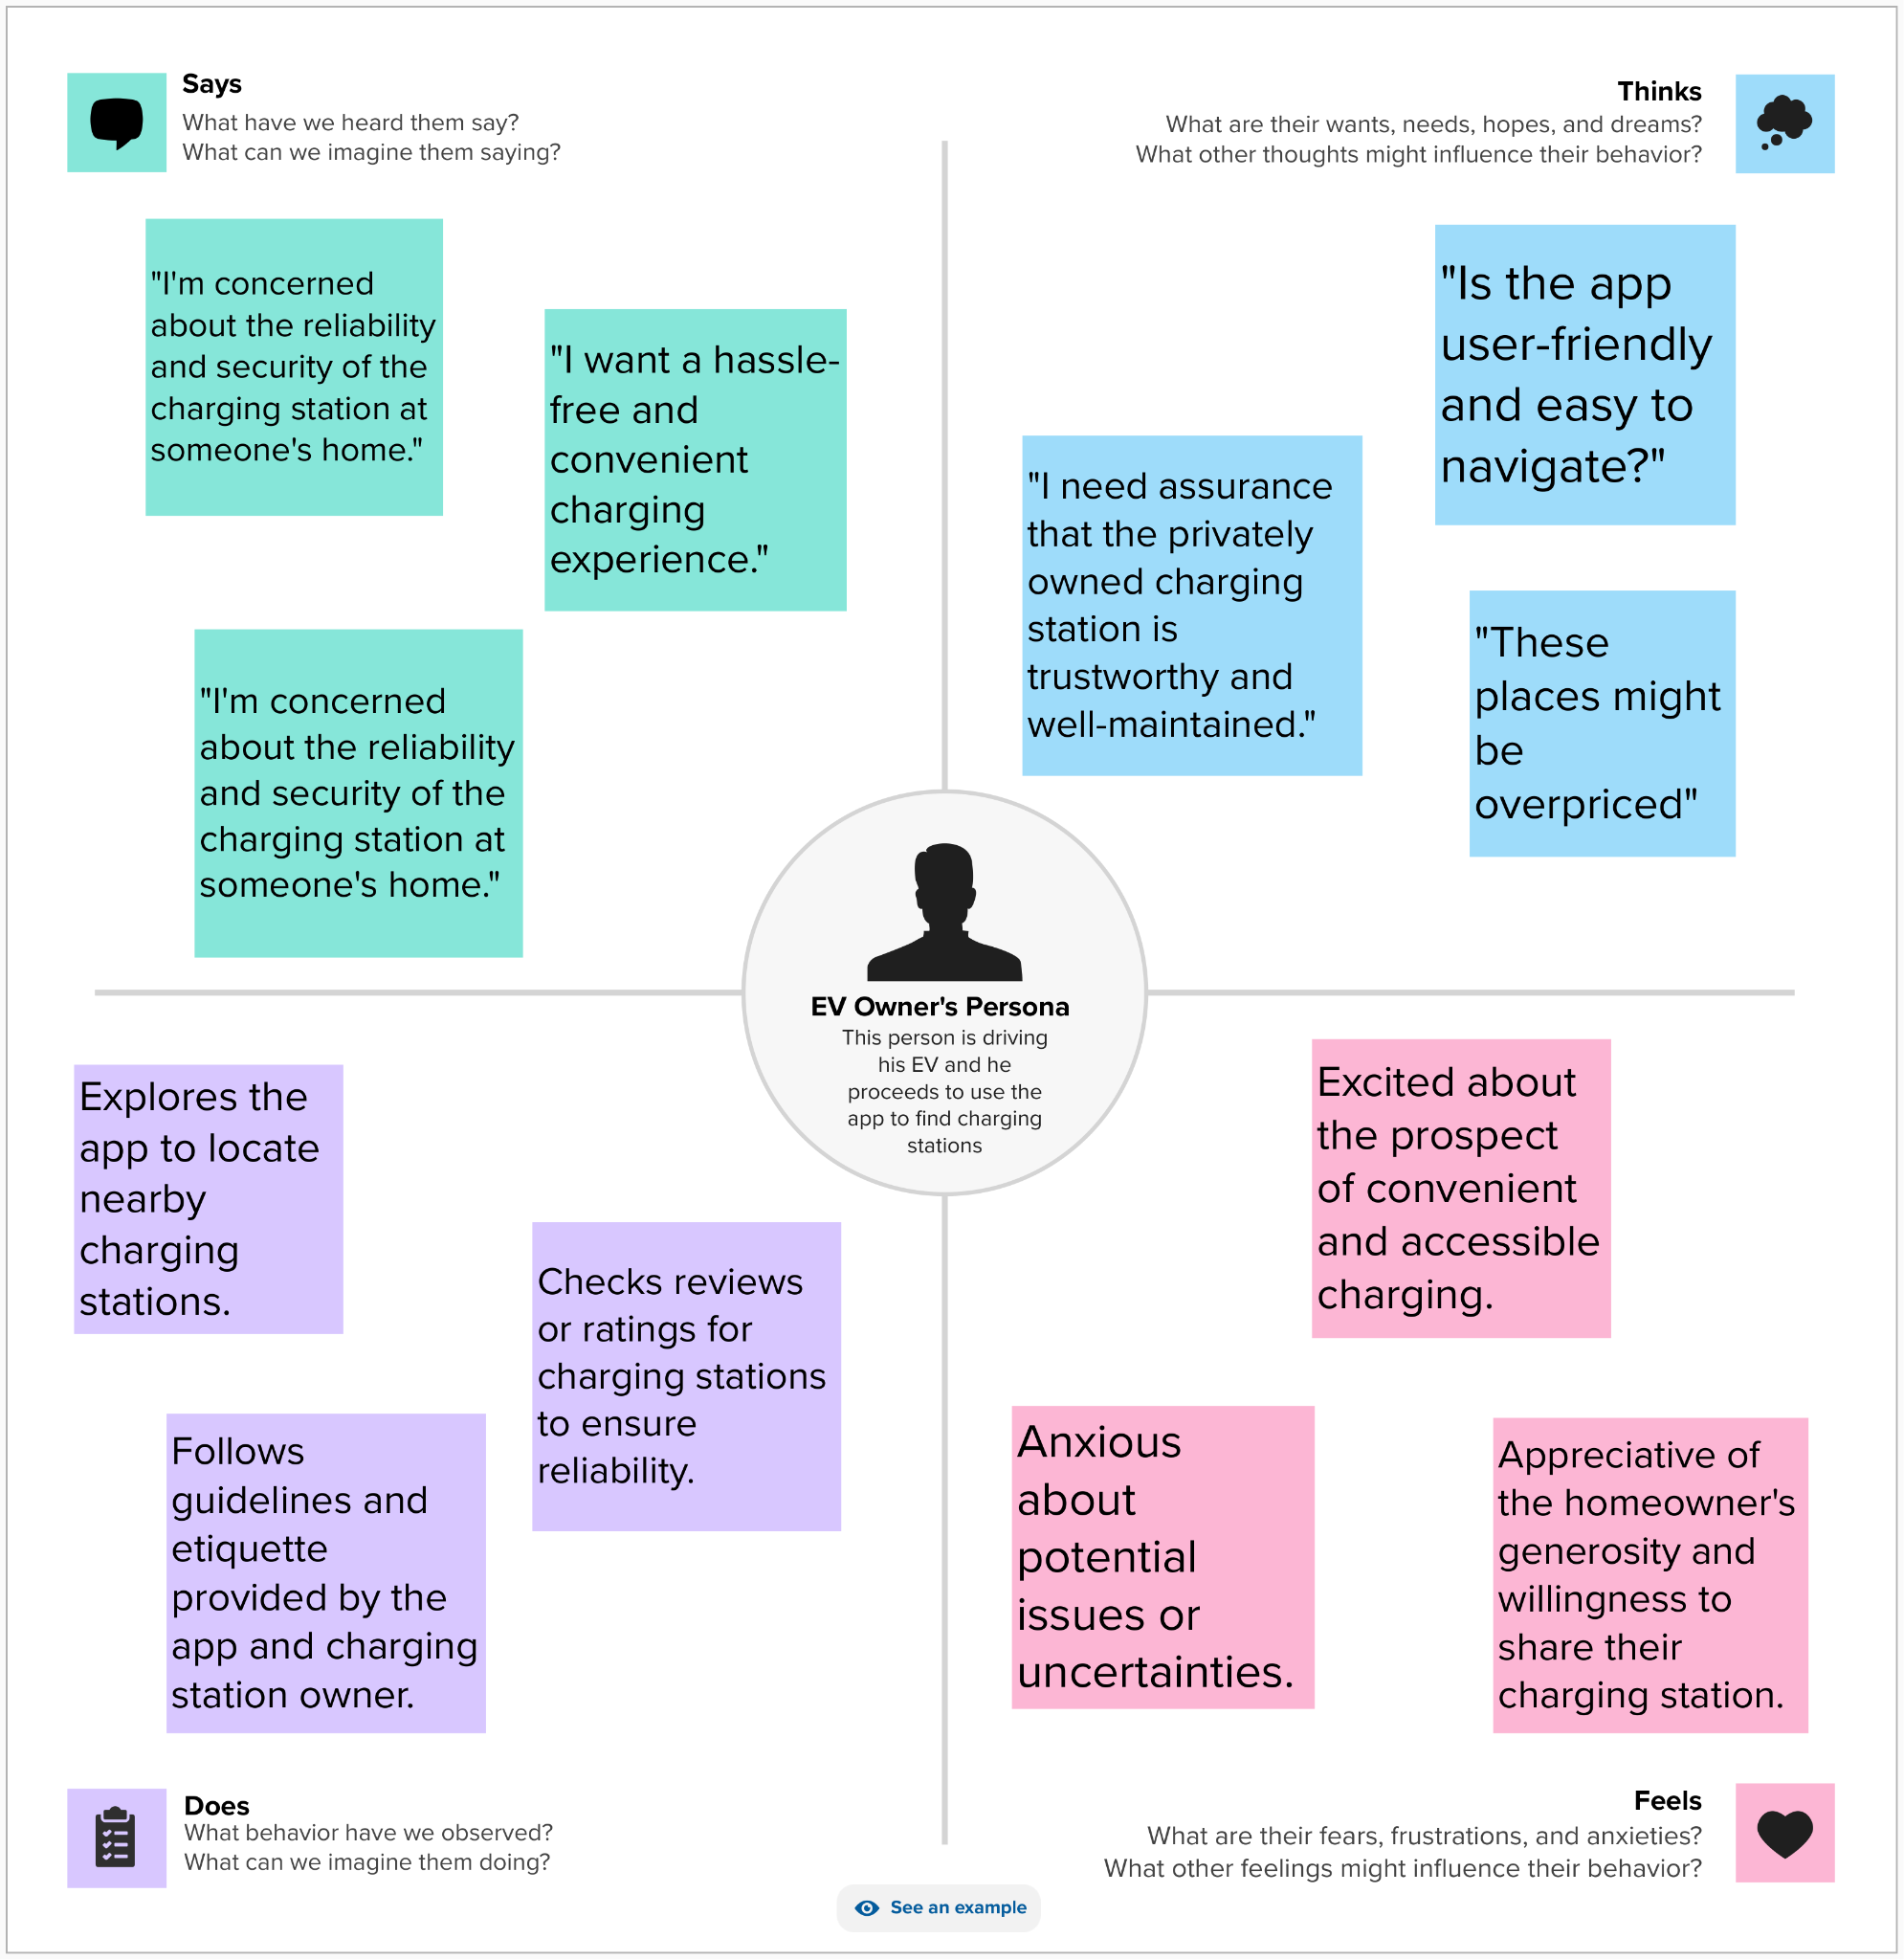 Says
What have we heard them say?
What can we imagine them saying?
"I'm concerned
about the reliability
and security of the
charging station at
someone's home."
"I want a hassle-
free and
convenient
charging
experience."
"I'm concerned
about the reliability
and security of the
charging station at
someone's home."
Thinks
What are their wants, needs, hopes, and dreams?
What other thoughts might influence their behavior?
"Is the app
user-friendly
and easy to
navigate?"
"I need assurance
that the privately
owned charging
station is
trustworthy and
well-maintained."
"These
places might
be
overpriced"
EV Owner's Persona
This person is driving
his EV and he
proceeds to use the
app to find charging
stations
Explores the
app to locate
nearby
charging
stations.
Checks reviews
or ratings for
charging stations
to ensure
reliability.
Follows
guidelines and
etiquette
provided by the
app and charging
station owner.
Does
What behavior have we observed?
What can we imagine them doing?
Excited about
the prospect
of convenient
and accessible
charging.
Anxious
about
potential
issues or
uncertainties.
Appreciative of
the homeowner's
generosity and
willingness to
share their
charging station.
Feels
What are their fears, frustrations, and anxieties?
What other feelings might influence their behavior?
See an example